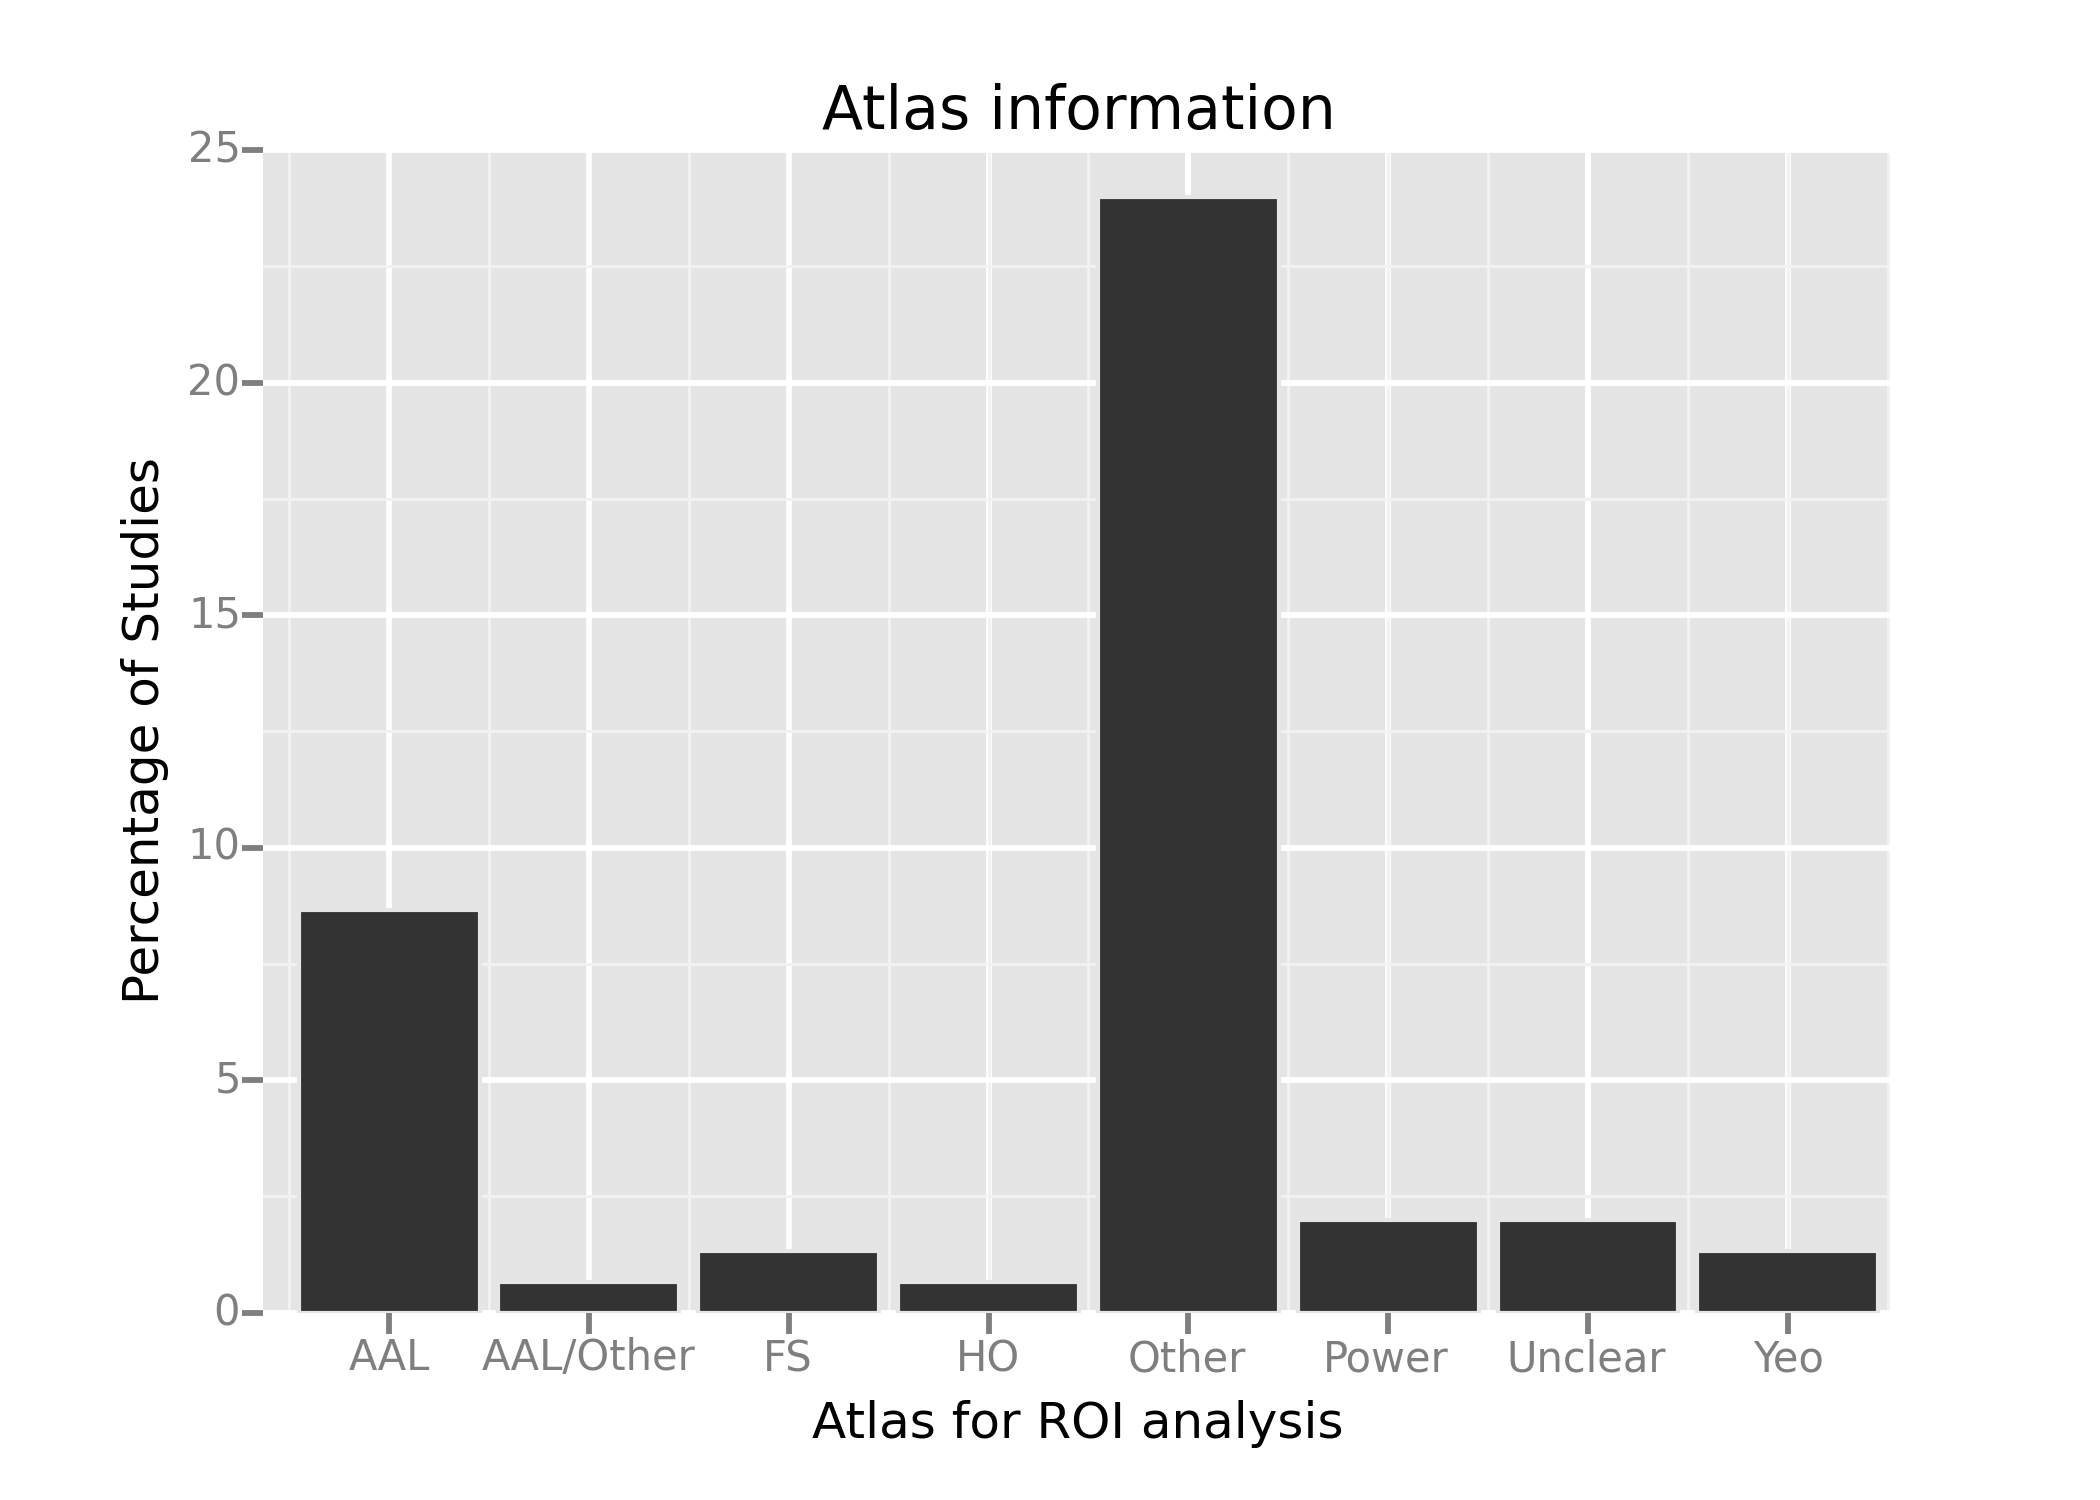 Atlas information
25
20
15
10
5
0
Percentage of Studies
AAL AAL/Other FS HO Other Power Unclear Yeo
Atlas for ROI analysis